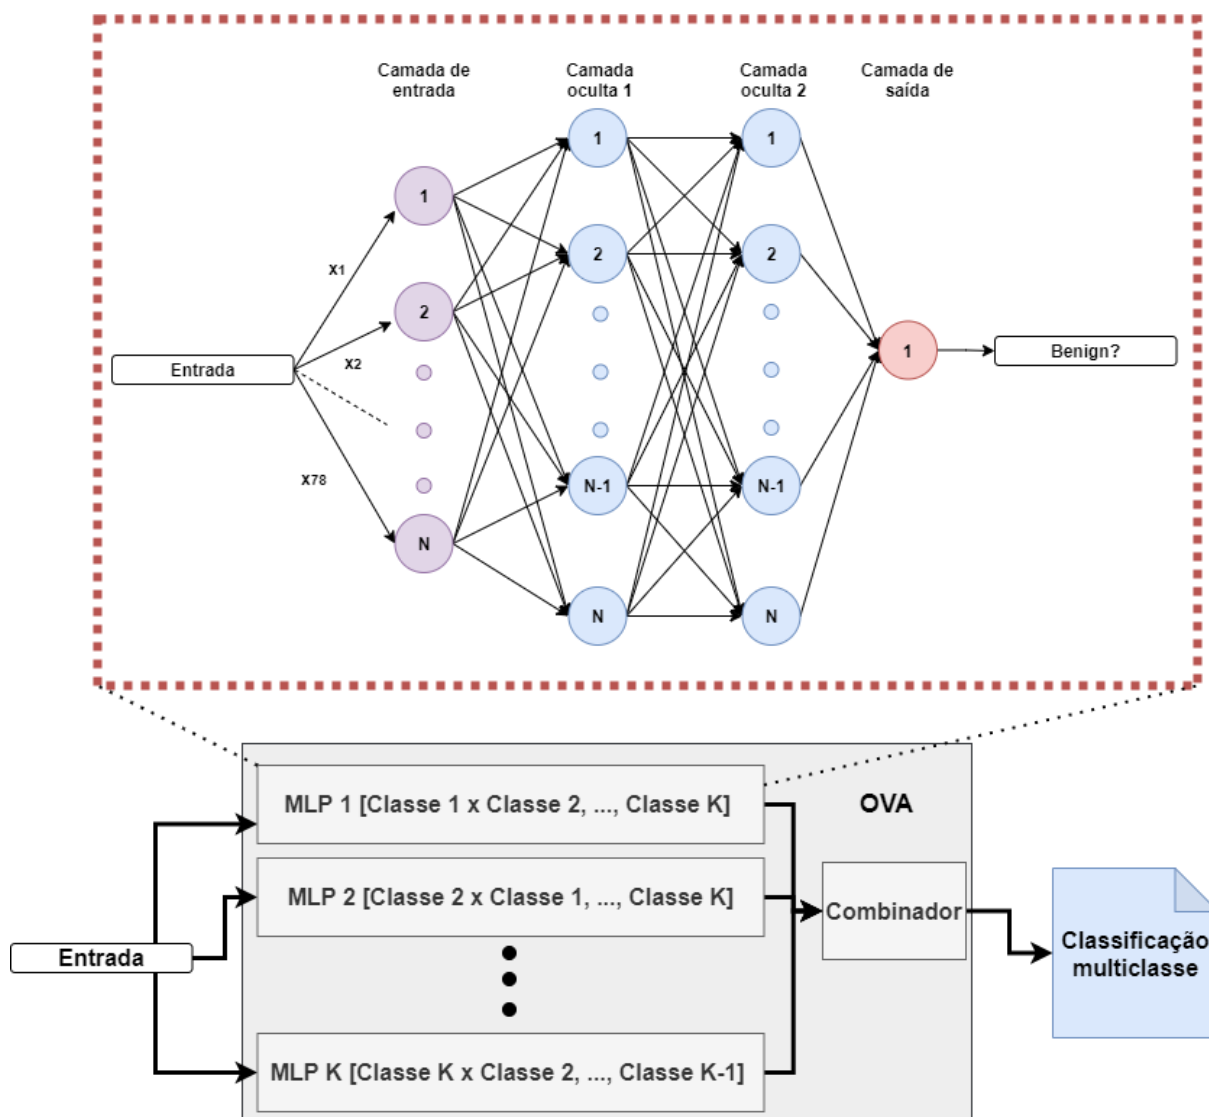 Camada de
entrada
Camada
oculta 1
Camada
oculta 2
Camada de
saída
1
1
1
2
2
2
X1
X2
X78
Entrada
1
Benign?
N-1
N-1
N
N
N
MLP 1 [Classe 1 x Classe 2, ..., Classe K]
OVA
MLP 2 [Classe 2 x Classe 1, ..., Classe K]
Combinador
Entrada
Classificação
multiclasse
MLP K [Classe K x Classe 2, ..., Classe K-1]